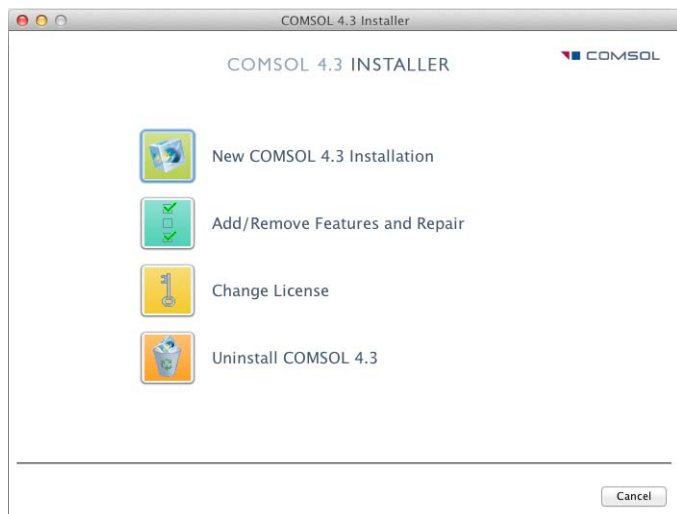 COMSOL 4.3 Installer
COMSOL 4.3 INSTALLER
COMSOL
New COMSOL 4.3 Installation
Add/Remove Features and Repair
Change License
Uninstall COMSOL 4.3
Cancel